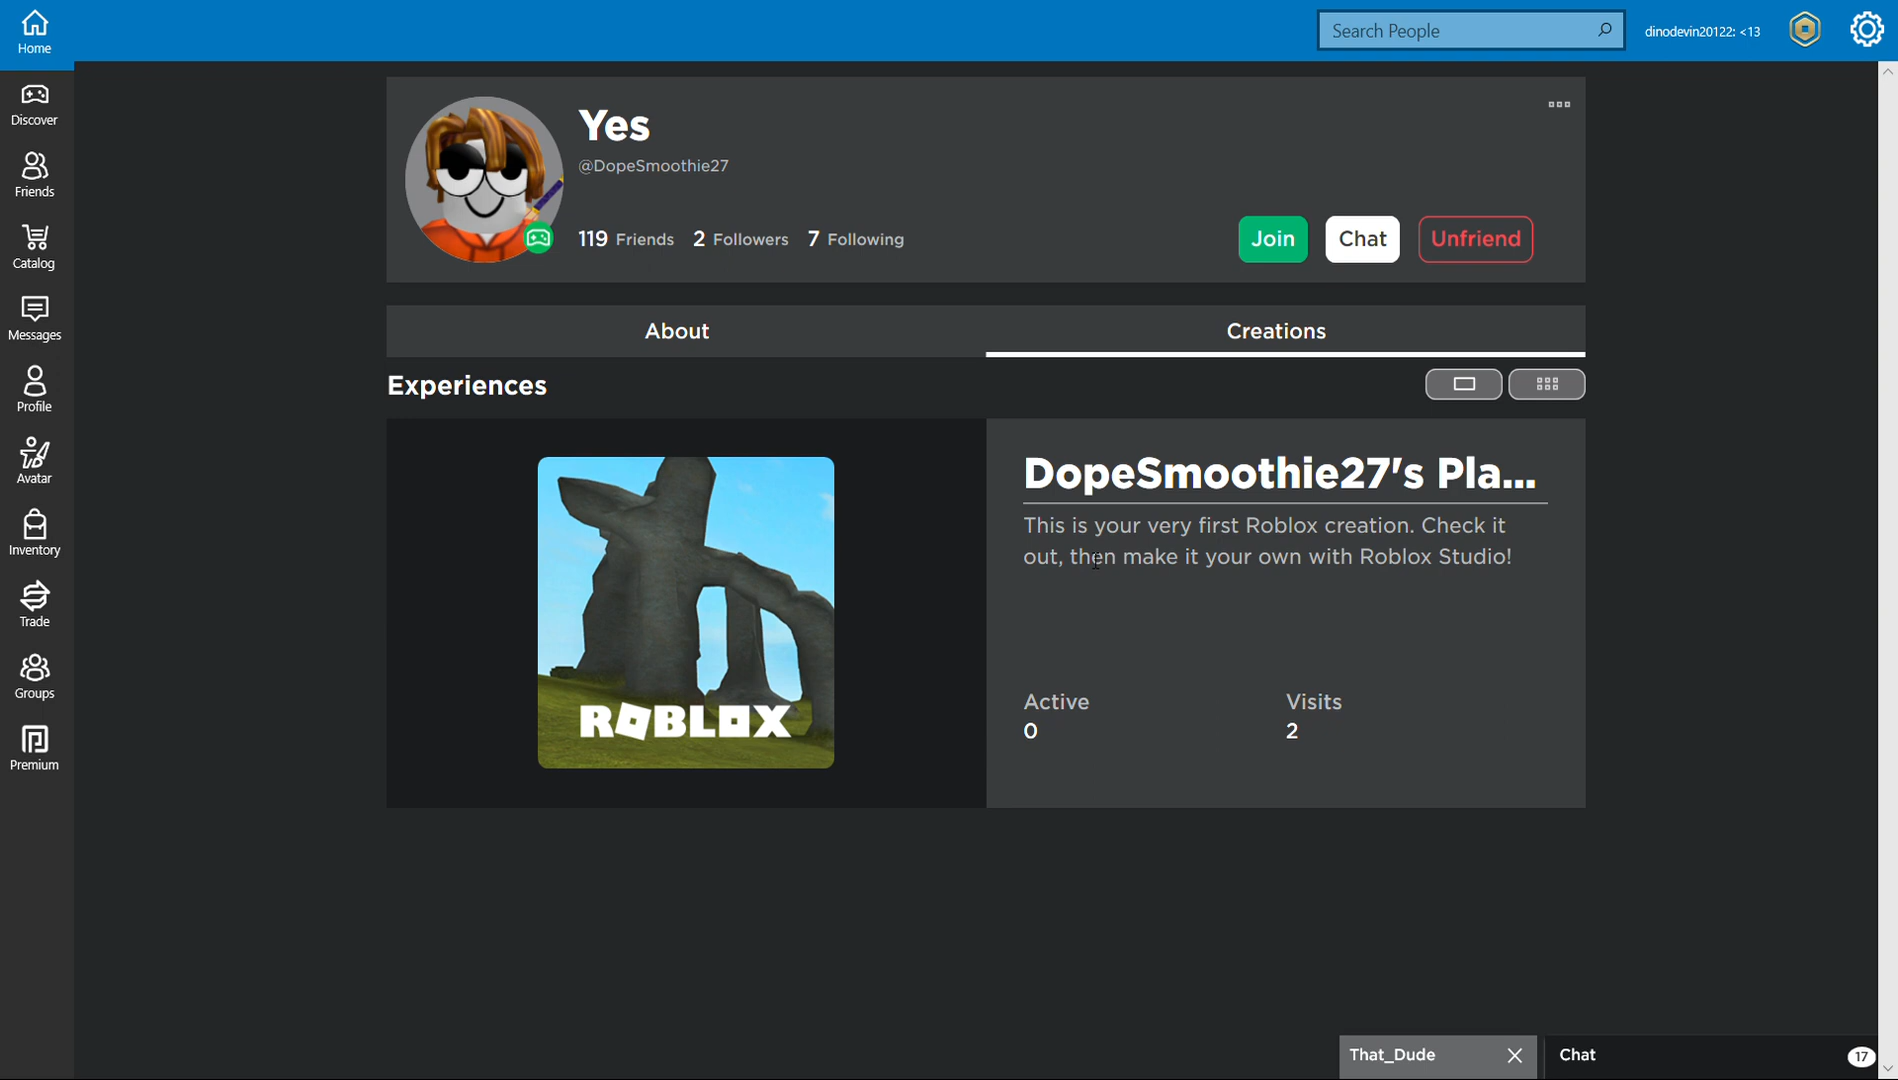 Home
Search People
dinodevin20122: <13
Discover
Friends
Catalog
Messages
Profile
Avatar
Inventory
Trade
Groups
Premium
Yes
@DopeSmoothie27
119 Friends 2 Followers 7 Following
Join
Chat
Unfriend
About
Creations
Experiences
ROBLOX
DopeSmoothie27's Pla...
This is your very first Roblox creation. Check it
out, then make it your own with Roblox Studio!
Active
0
Visits
2
That_Dude
Chat
17